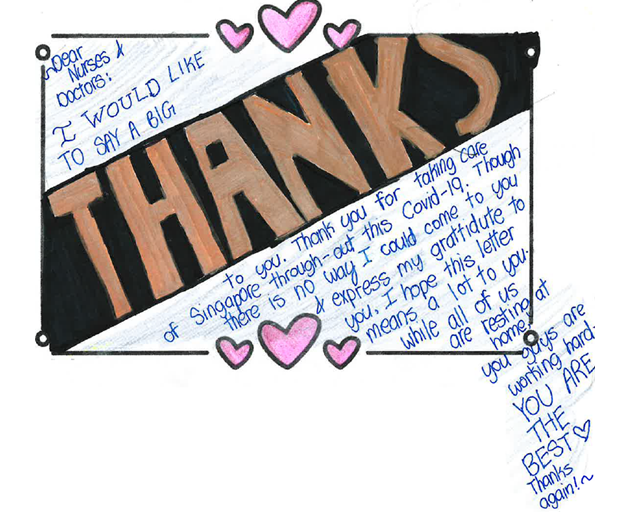 ~Dear
Nurses &
Doctors:
I WOULD LIKE
TO SAY A BIG
THANKS
to you. Thank you for taking care
of Singapore through-out this Covid-19. Though
there is no way I could come to you
& express my gratidute to
you, I hope this letter
means a lot to you.
while all of us
are resting at
home,
you guys are
working hard.
YOU ARE
THE
BEST♡
Thanks
again!~